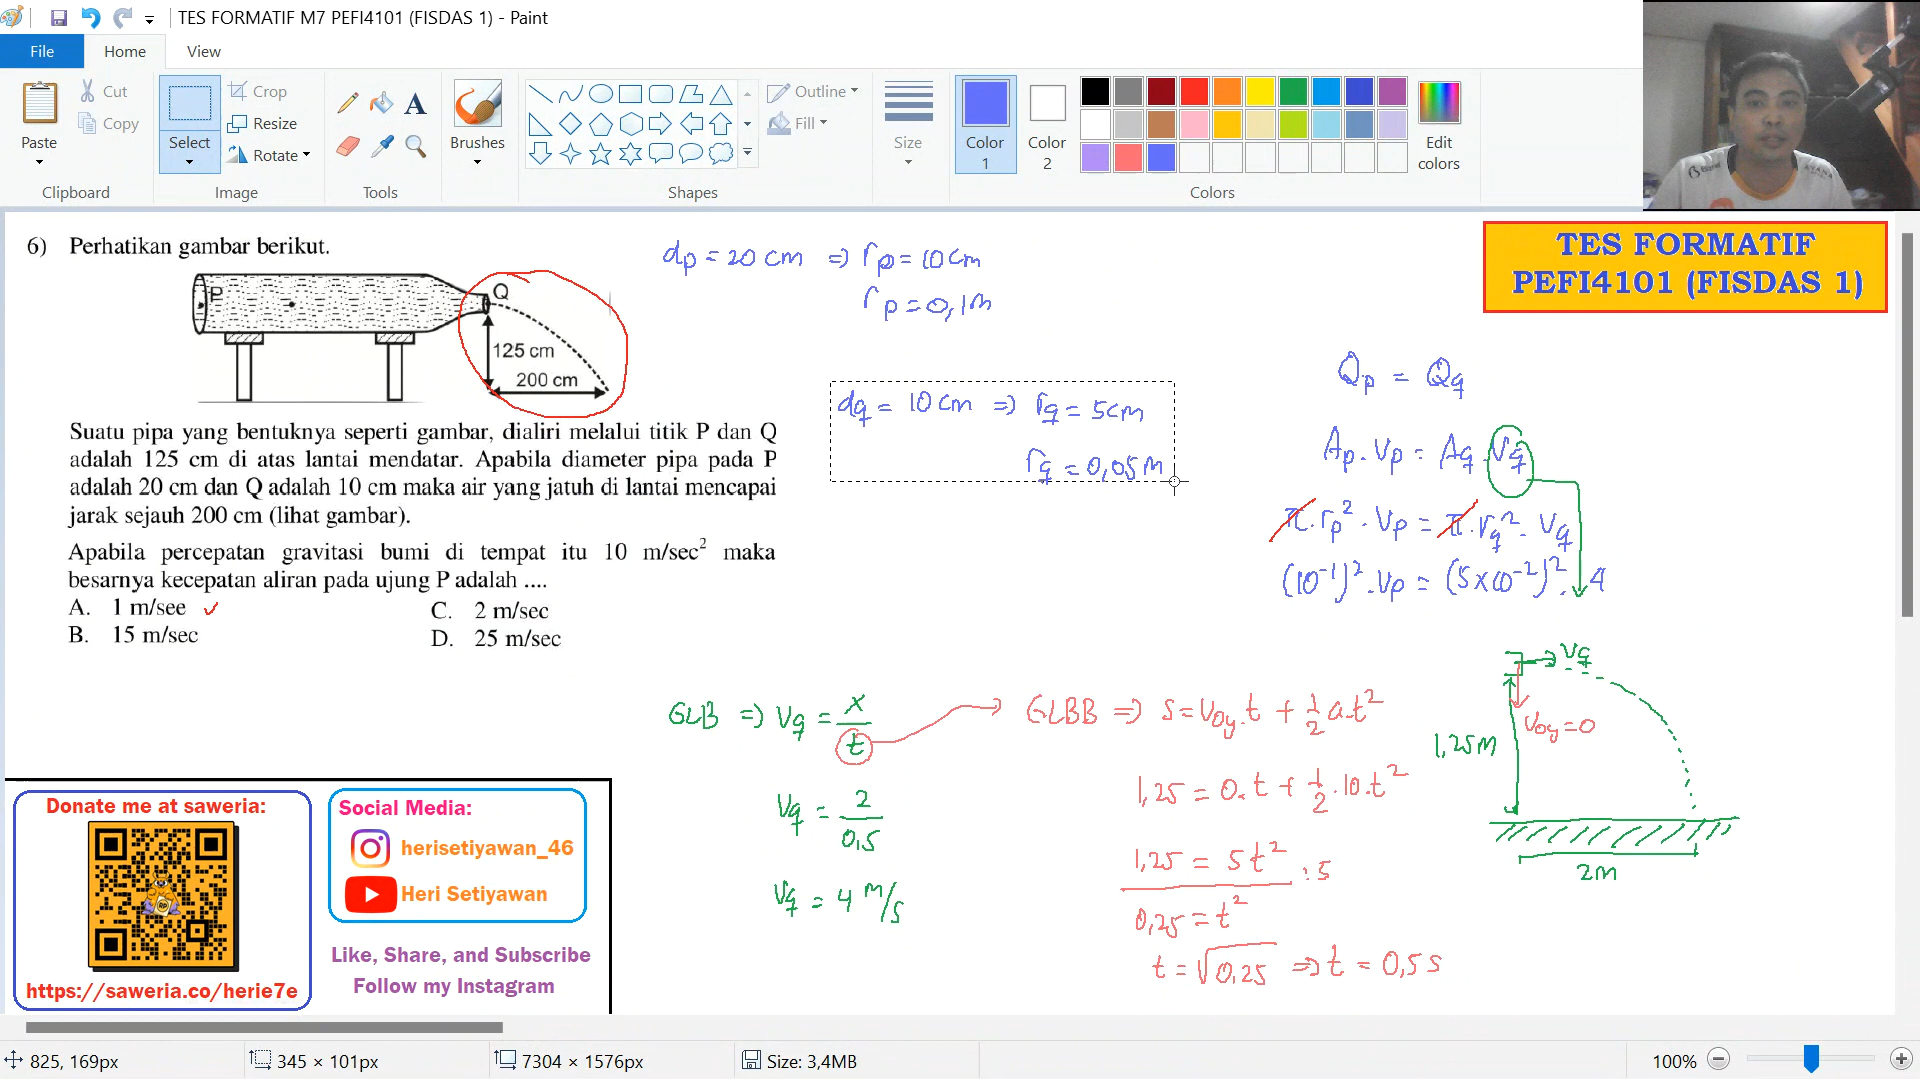 TES FORMATIF M7 PEFI4101 (FISDAS 1) - Paint
File Home View
Paste
Cut
Copy
Clipboard
Select
Crop
Resize
Rotate
Image
A
Tools
Brushes
Shapes
Outline
Fill
Size
Color 1
Color 2
Edit colors
Colors
TES FORMATIF
PEFI4101 (FISDAS 1)
6) Perhatikan gambar berikut.
P
Q
125 cm
200 cm
Suatu pipa yang bentuknya seperti gambar, dialiri melalui titik P dan Q
adalah 125 cm di atas lantai mendatar. Apabila diameter pipa pada P
adalah 20 cm dan Q adalah 10 cm maka air yang jatuh di lantai mencapai
jarak sejauh 200 cm (lihat gambar).
Apabila percepatan gravitasi bumi di tempat itu 10 m/sec² maka
besarnya kecepatan aliran pada ujung P adalah ....
A. 1 m/see ✓
B. 15 m/sec
C. 2 m/sec
D. 25 m/sec
dp = 20 cm ⇒ rp = 10 cm
rp = 0,1 m
dq = 10 cm ⇒ rq = 5 cm
rq = 0,05 m
Qp = Qq
Ap . Vp = Aq . Vq
π . rp² . Vp = π . rq² . Vq
(10⁻¹)² . Vp = (5x10⁻²)² . 4
GLB ⇒ Vq = x/t
Vq = 2/0,5
Vq = 4 m/s
GLBB ⇒ s = Voy.t + 1/2 a.t²
1,25 = 0.t + 1/2 .10.t²
1,25 = 5t² : 5
0,25 = t²
t = √0,25 ⇒ t = 0,5 s
Vq
Voy = 0
1,25 m
2m
Donate me at saweria:
https://saweria.co/herie7e
Social Media:
herisetiyawan_46
Heri Setiyawan
Like, Share, and Subscribe
Follow my Instagram
825, 169px
345 × 101px
7304 × 1576px
Size: 3,4MB
100%